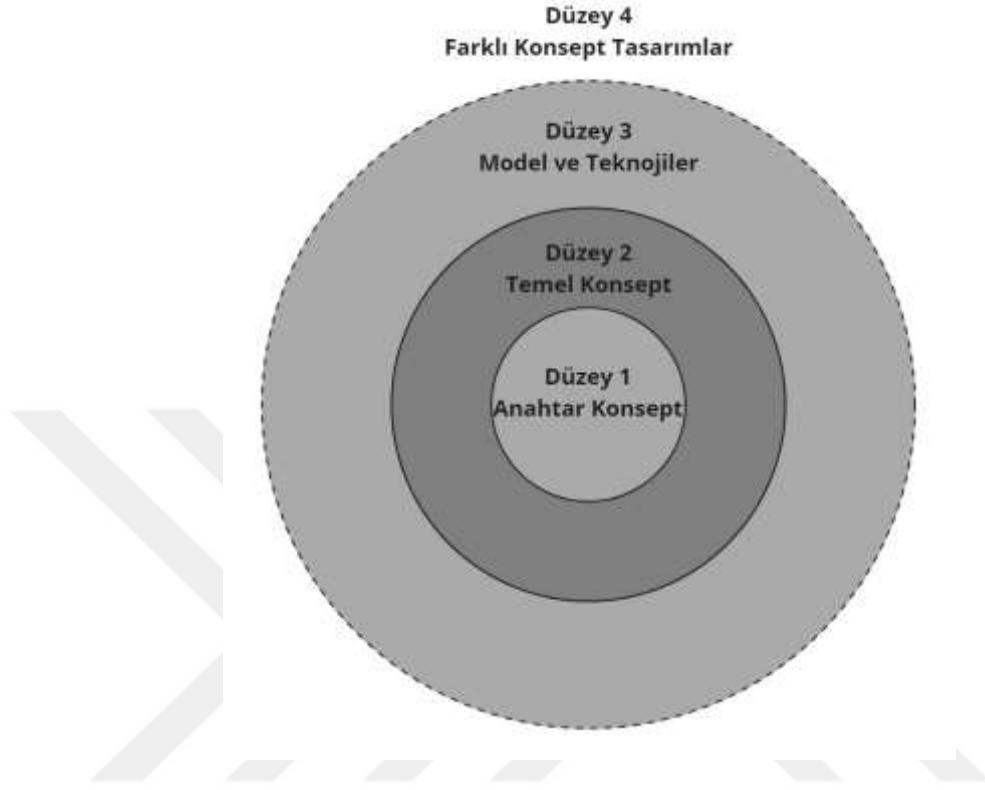 Düzey 4
Farklı Konsept Tasarımlar
Düzey 3
Model ve Teknojiler
Düzey 2
Temel Konsept
Düzey 1
Anahtar Konsept